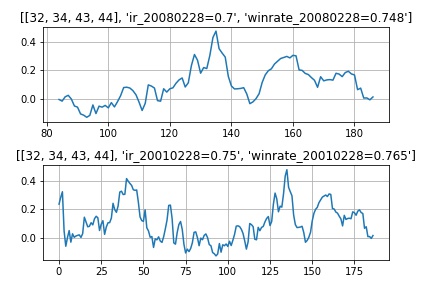 [[32, 34, 43, 44], 'ir_20080228=0.7', 'winrate_20080228=0.748']
0.4
0.2
0.0
80 100 120 140 160 180
[[32, 34, 43, 44], 'ir_20010228=0.75', 'winrate_20010228=0.765']
0.4
0.2
0.0
0 25 50 75 100 125 150 175